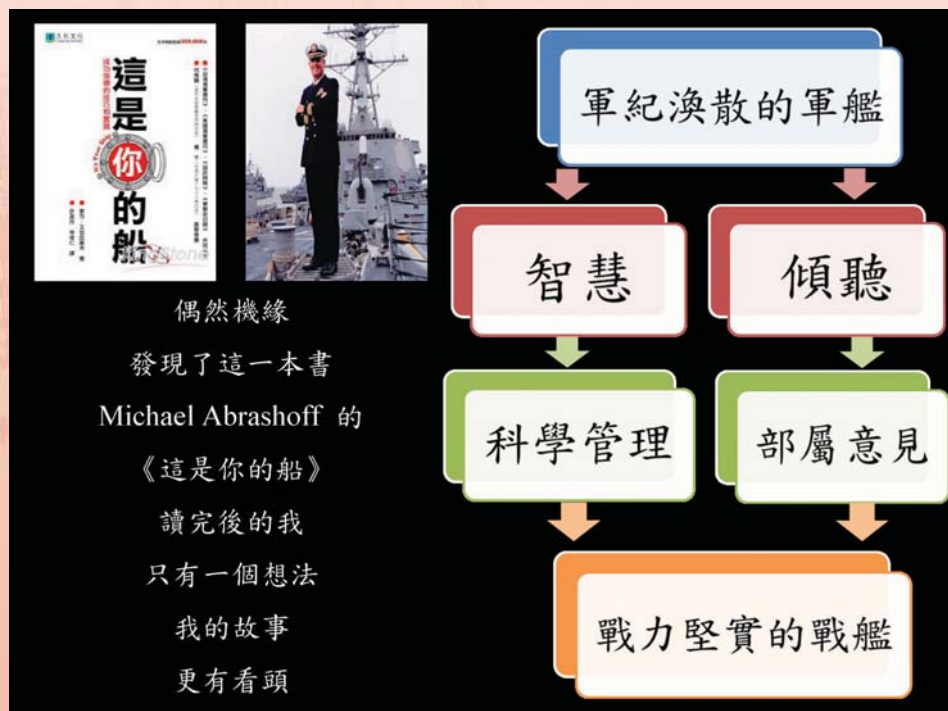 這是你的船
It's Your Ship
偶然機緣
發現了這一本書
Michael Abrashoff 的
《這是你的船》
讀完後的我
只有一個想法
我的故事
更有看頭
軍紀渙散的軍艦
智慧
傾聽
科學管理
部屬意見
戰力堅實的戰艦